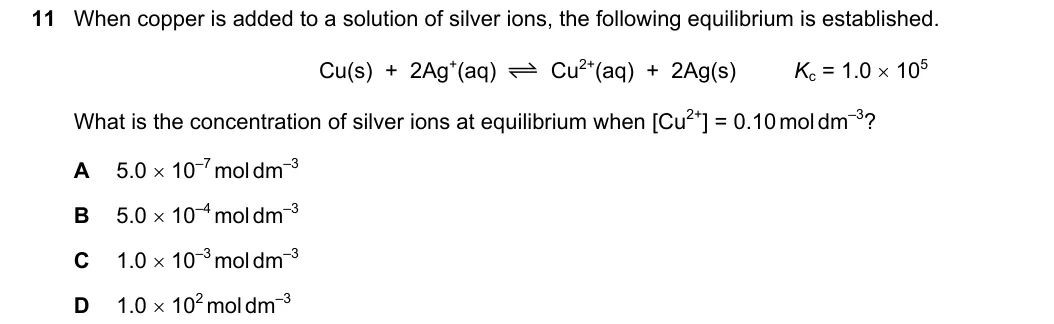 11 When copper is added to a solution of silver ions, the following equilibrium is established.
Cu(s) + 2Ag⁺(aq) ⇌ Cu²⁺(aq) + 2Ag(s) K꜀ = 1.0 × 10⁵
What is the concentration of silver ions at equilibrium when [Cu²⁺] = 0.10 mol dm⁻³?
A 5.0 × 10⁻⁷ mol dm⁻³
B 5.0 × 10⁻⁴ mol dm⁻³
C 1.0 × 10⁻³ mol dm⁻³
D 1.0 × 10² mol dm⁻³